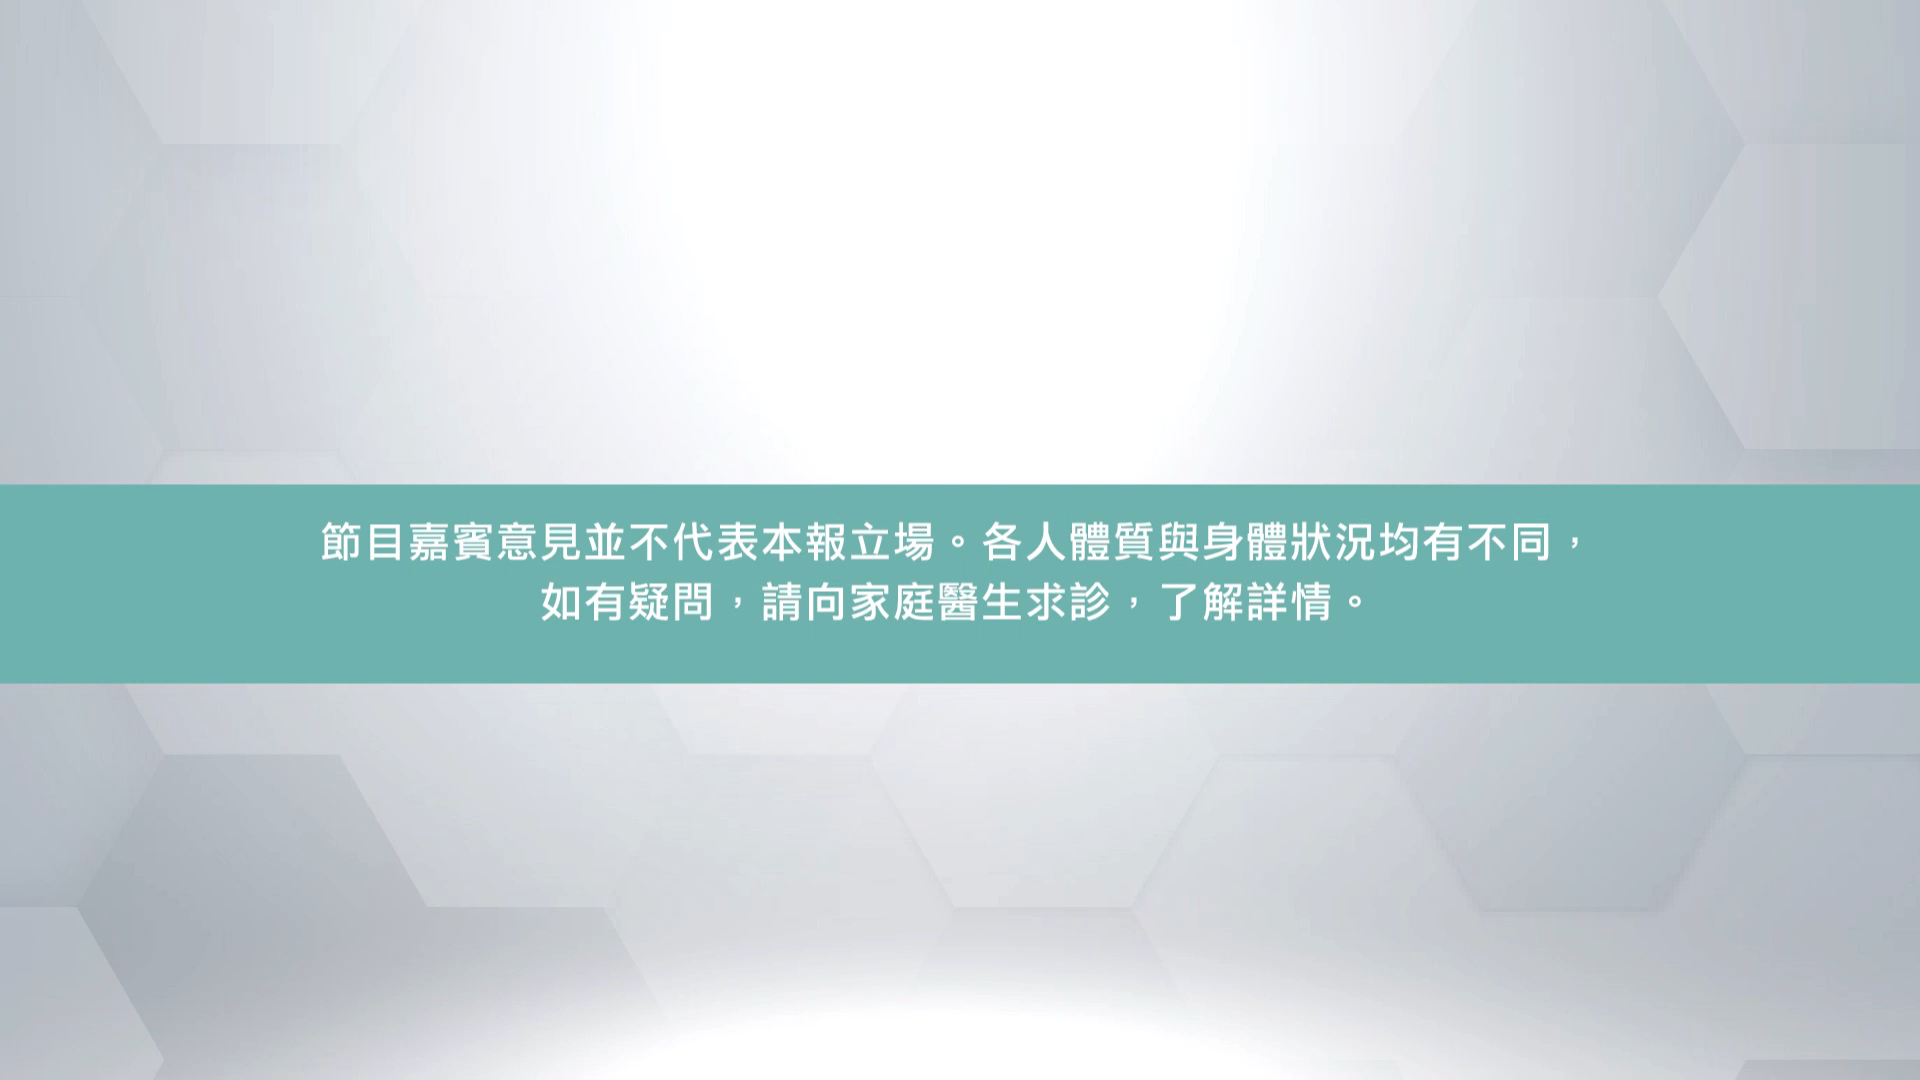 節目嘉賓意見並不代表本報立場。各人體質與身體狀況均有不同，
如有疑問，請向家庭醫生求診，了解詳情。